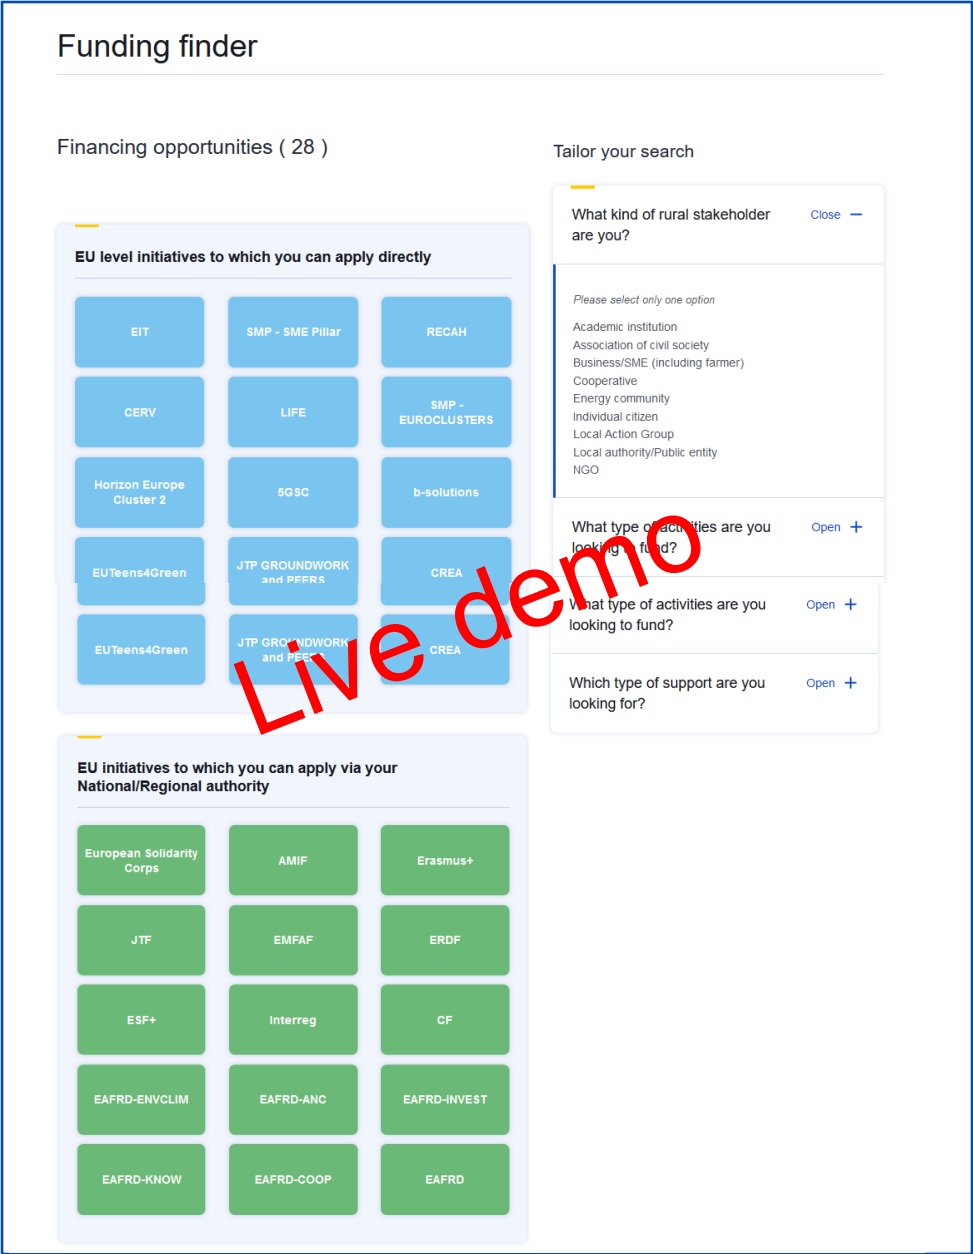 Funding finder
Financing opportunities ( 28 )
EU level initiatives to which you can apply directly
EIT
SMP - SME Pillar
RECAH
CERV
LIFE
SMP -
EUROCLUSTERS
Horizon Europe
Cluster 2
5GSC
b-solutions
EUTeens4Green
JTP GROUNDWORK
and PEERS
CREA
EUTeens4Green
JTP GROUNDWORK
and PEERS
CREA
EU initiatives to which you can apply via your
National/Regional authority
European Solidarity
Corps
AMIF
Erasmus+
JTF
EMFAF
ERDF
ESF+
Interreg
CF
EAFRD-ENVCLIM
EAFRD-ANC
EAFRD-INVEST
EAFRD-KNOW
EAFRD-COOP
EAFRD
Tailor your search
What kind of rural stakeholder
are you?
Close
Please select only one option
Academic institution
Association of civil society
Business/SME (including farmer)
Cooperative
Energy community
Individual citizen
Local Action Group
Local authority/Public entity
NGO
What type of activities are you
looking to fund?
Open
What type of activities are you
looking to fund?
Open
Which type of support are you
looking for?
Open
Live demo